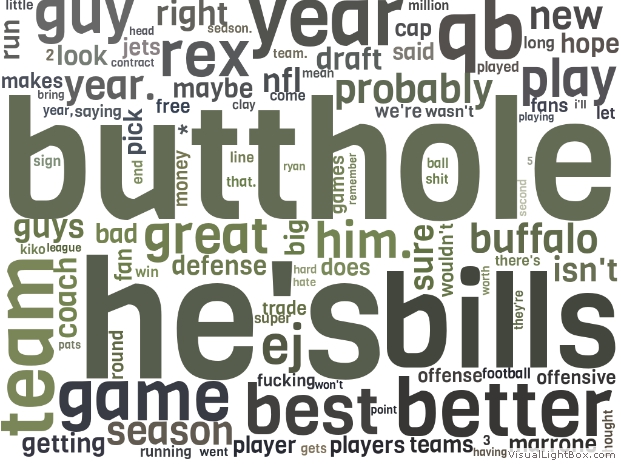 little guy right year. qb new
million
head
season.
cap
run
2 look jets rex team. draft said long hope
contract
makes year. maybe nfl mean probably played play
bring
year, saying free clay come we're wasn't fans i'll
let
playing
butthole
pick *
sign end money line that. ryan games remember ball shit second 5
guys bad great big him. sure wouldn't buffalo
kiko league fan win defense hard hate does worth there's isn't
team coach he's bills
trade
super
they're
pats round ej
fucking won't offense football offensive
game best point better
thought
season
getting running went player gets players teams 3 having marrone
VisualLightBox.com